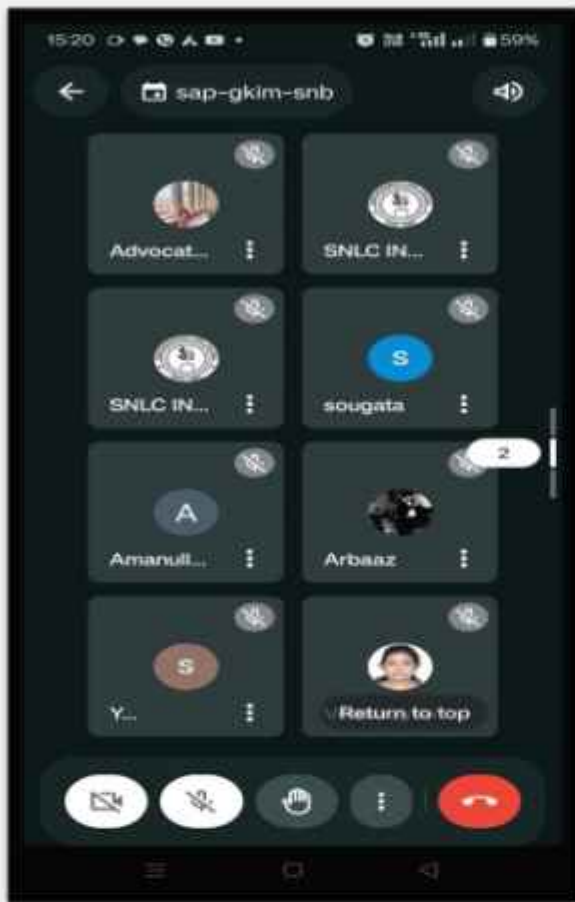 15:20 59%
sap-gkim-snb
Advocat... SNLC IN...
SNLC IN... S
sougata
2
A
Amanull... Arbaaz
S
Y... Return to top